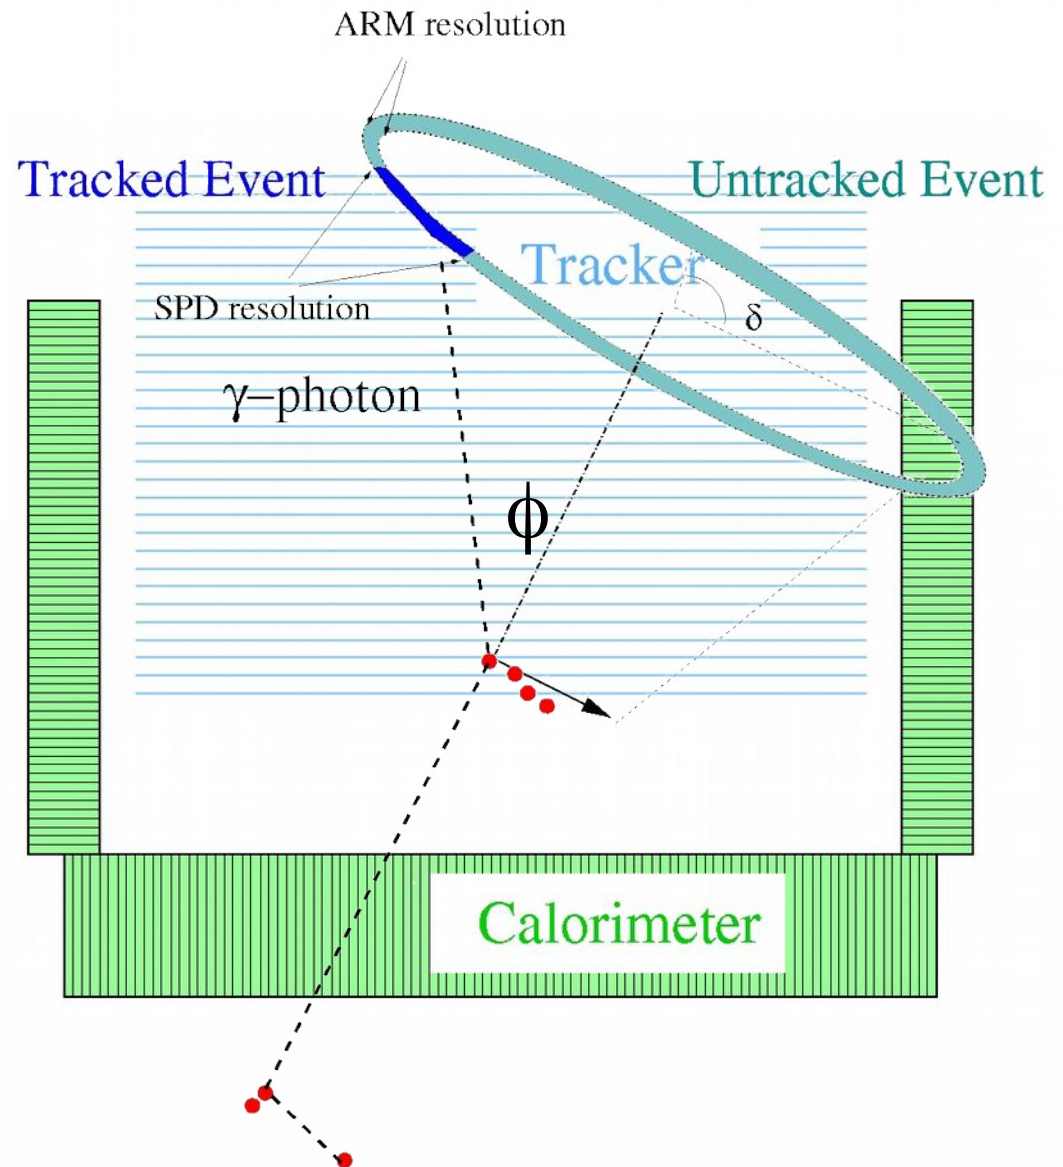 ARM resolution
Tracked Event
Untracked Event
Tracker
SPD resolution
δ
γ−photon
ϕ
Calorimeter